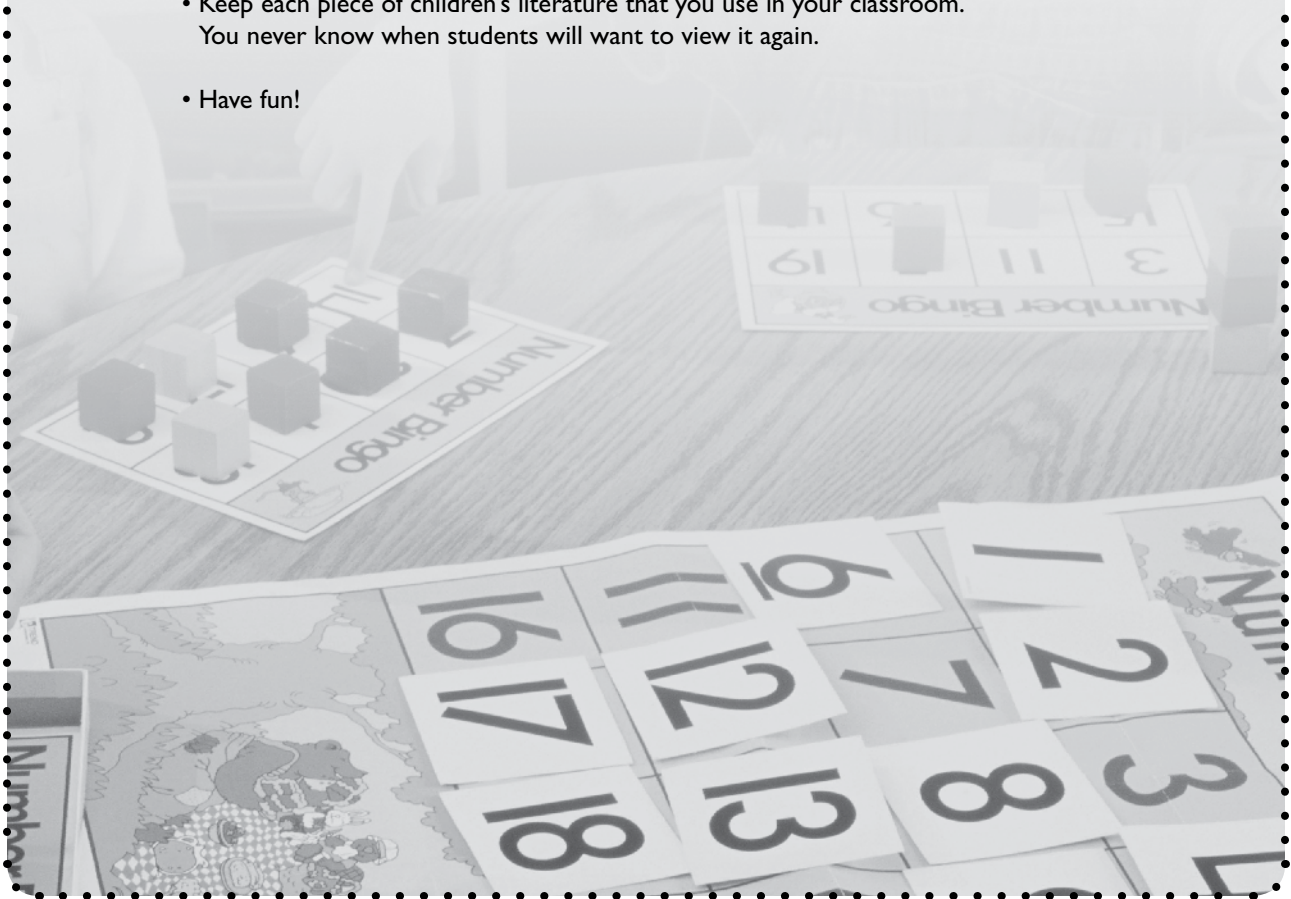 • Keep each piece of children's literature that you use in your classroom.
You never know when students will want to view it again.
• Have fun!
19
11
3
Number Bingo
14
Number Bingo
16
11
6
1
17
12
7
2
18
13
8
3
Number